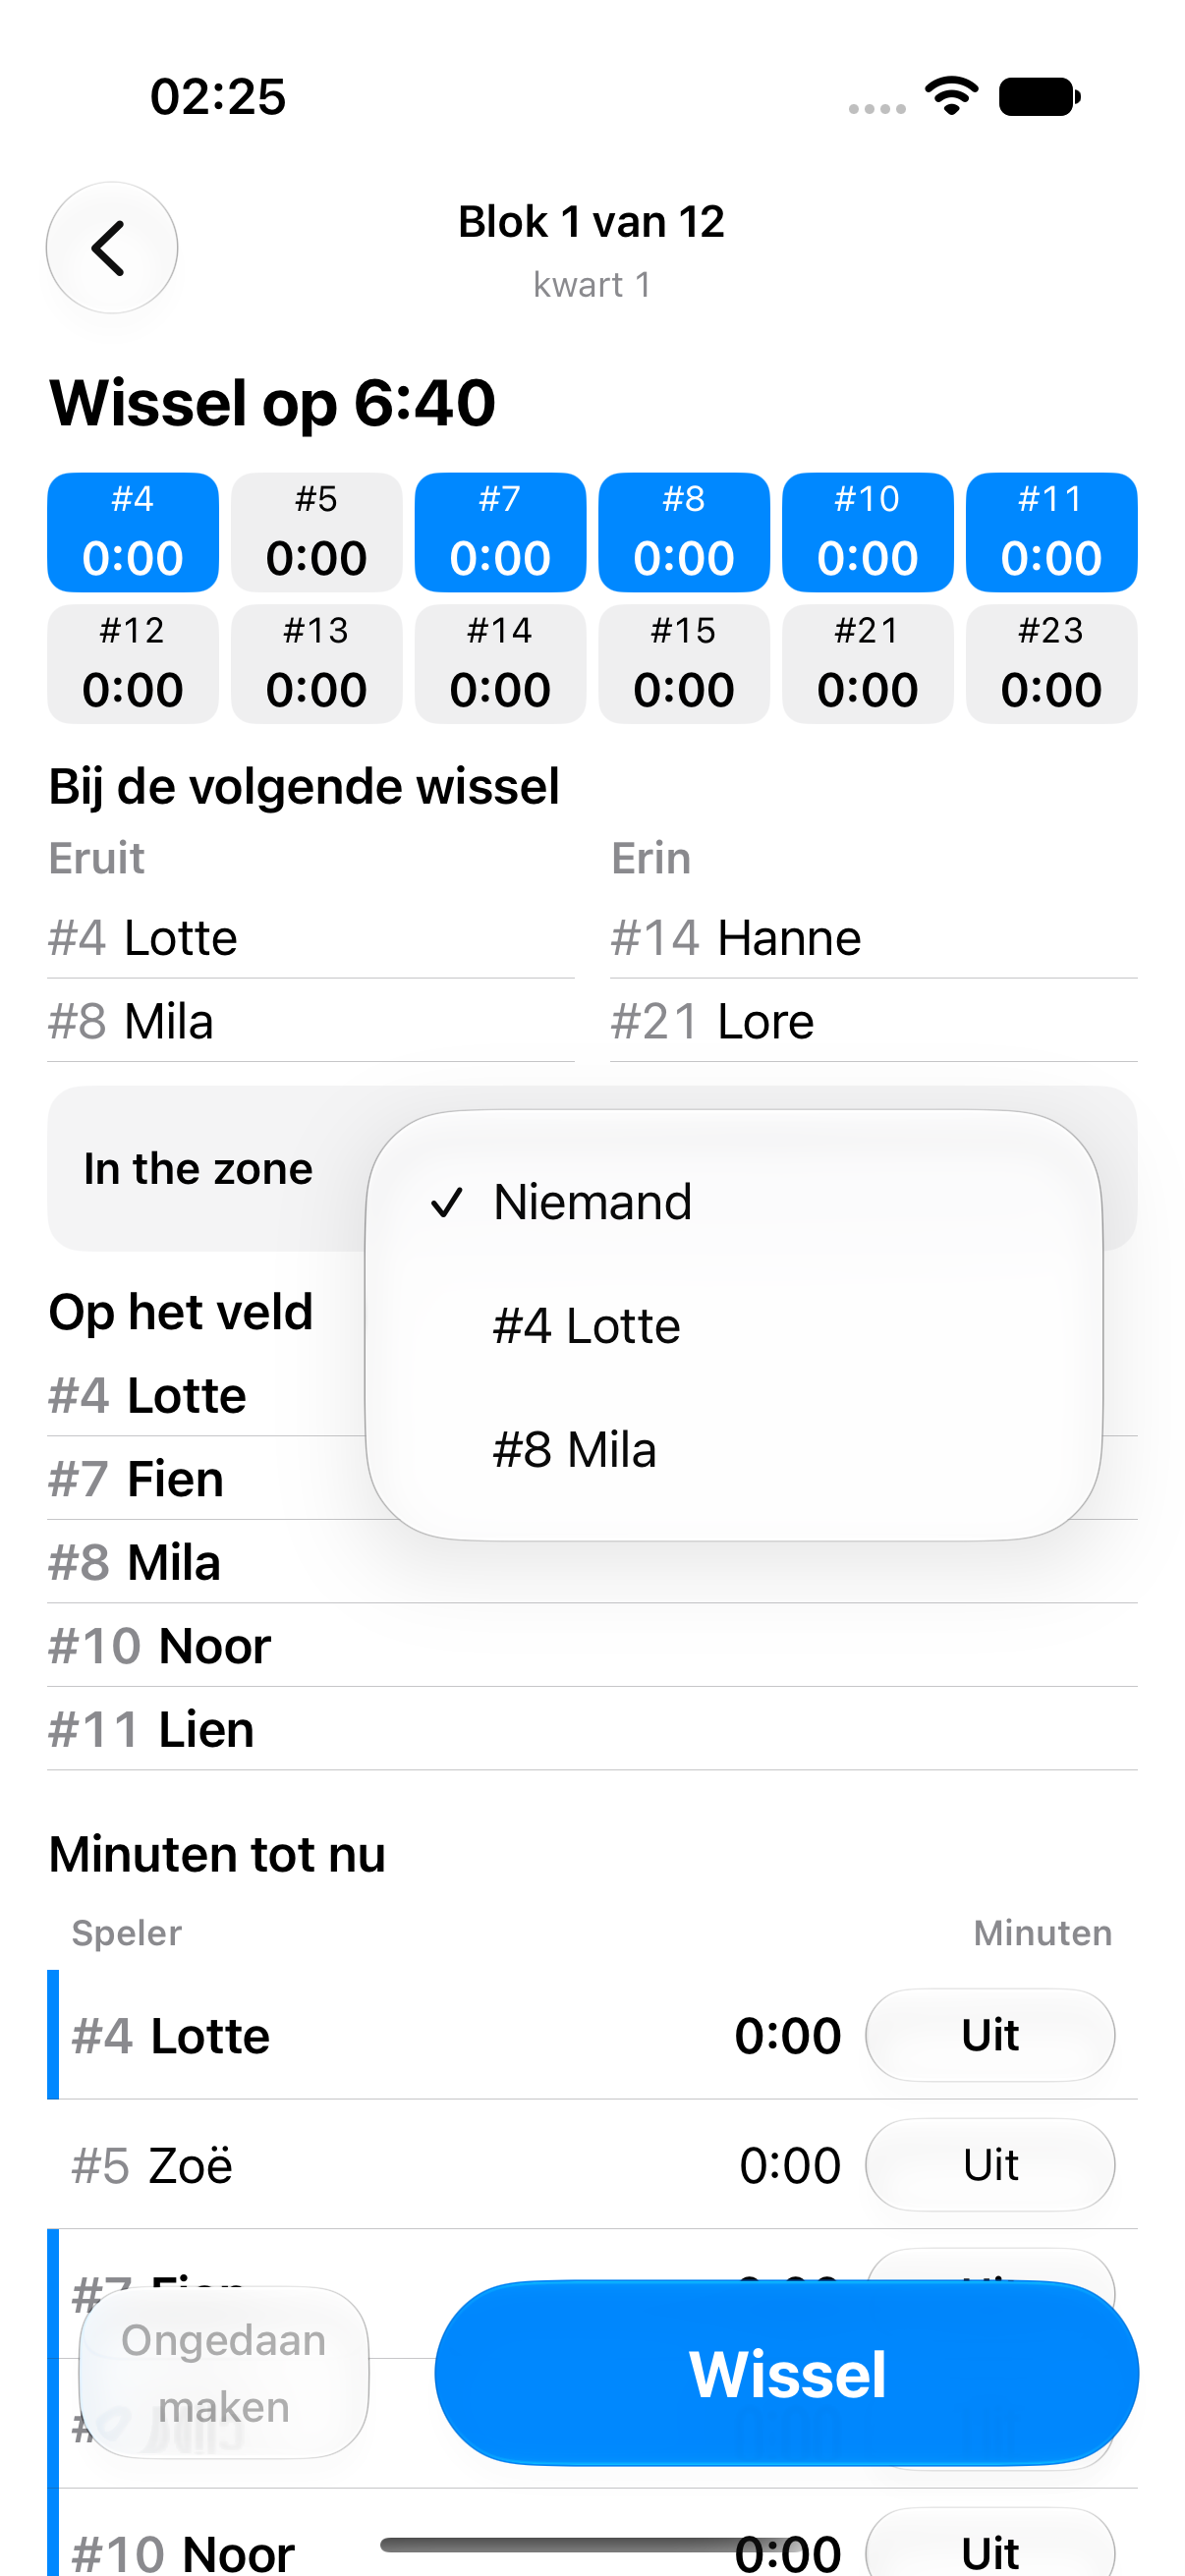 02:25
Blok 1 van 12
kwart 1
Wissel op 6:40
#4 #5 #7 #8 #10 #11
0:00 0:00 0:00 0:00 0:00 0:00
#12 #13 #14 #15 #21 #23
0:00 0:00 0:00 0:00 0:00 0:00
Bij de volgende wissel
Eruit Erin
#4 Lotte #14 Hanne
#8 Mila #21 Lore
In the zone
✓ Niemand
#4 Lotte
#8 Mila
Op het veld
#4 Lotte
#7 Fien
#8 Mila
#10 Noor
#11 Lien
Minuten tot nu
Speler Minuten
#4 Lotte 0:00 Uit
#5 Zoë 0:00 Uit
#7 Fien
Ongedaan maken
Wissel
#10 Noor 0:00 Uit